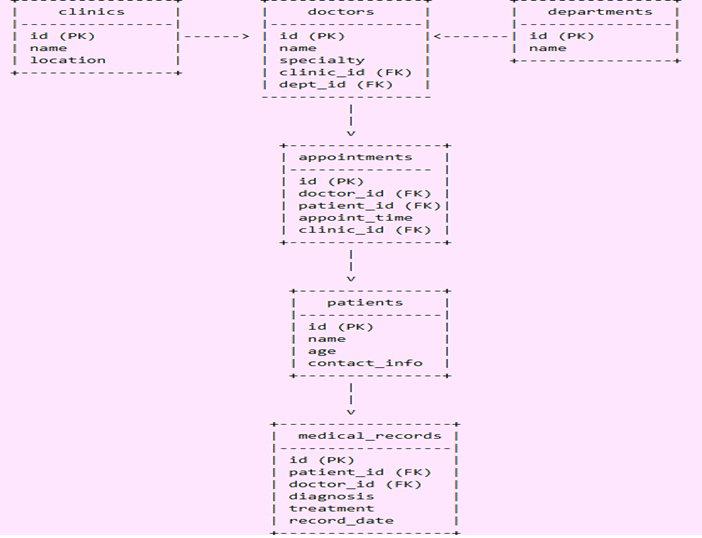 clinics
id (PK)
name
location
doctors
id (PK)
name
specialty
clinic_id (FK)
dept_id (FK)
departments
id (PK)
name
appointments
id (PK)
doctor_id (FK)
patient_id (FK)
appoint_time
clinic_id (FK)
patients
id (PK)
name
age
contact_info
medical_records
id (PK)
patient_id (FK)
doctor_id (FK)
diagnosis
treatment
record_date